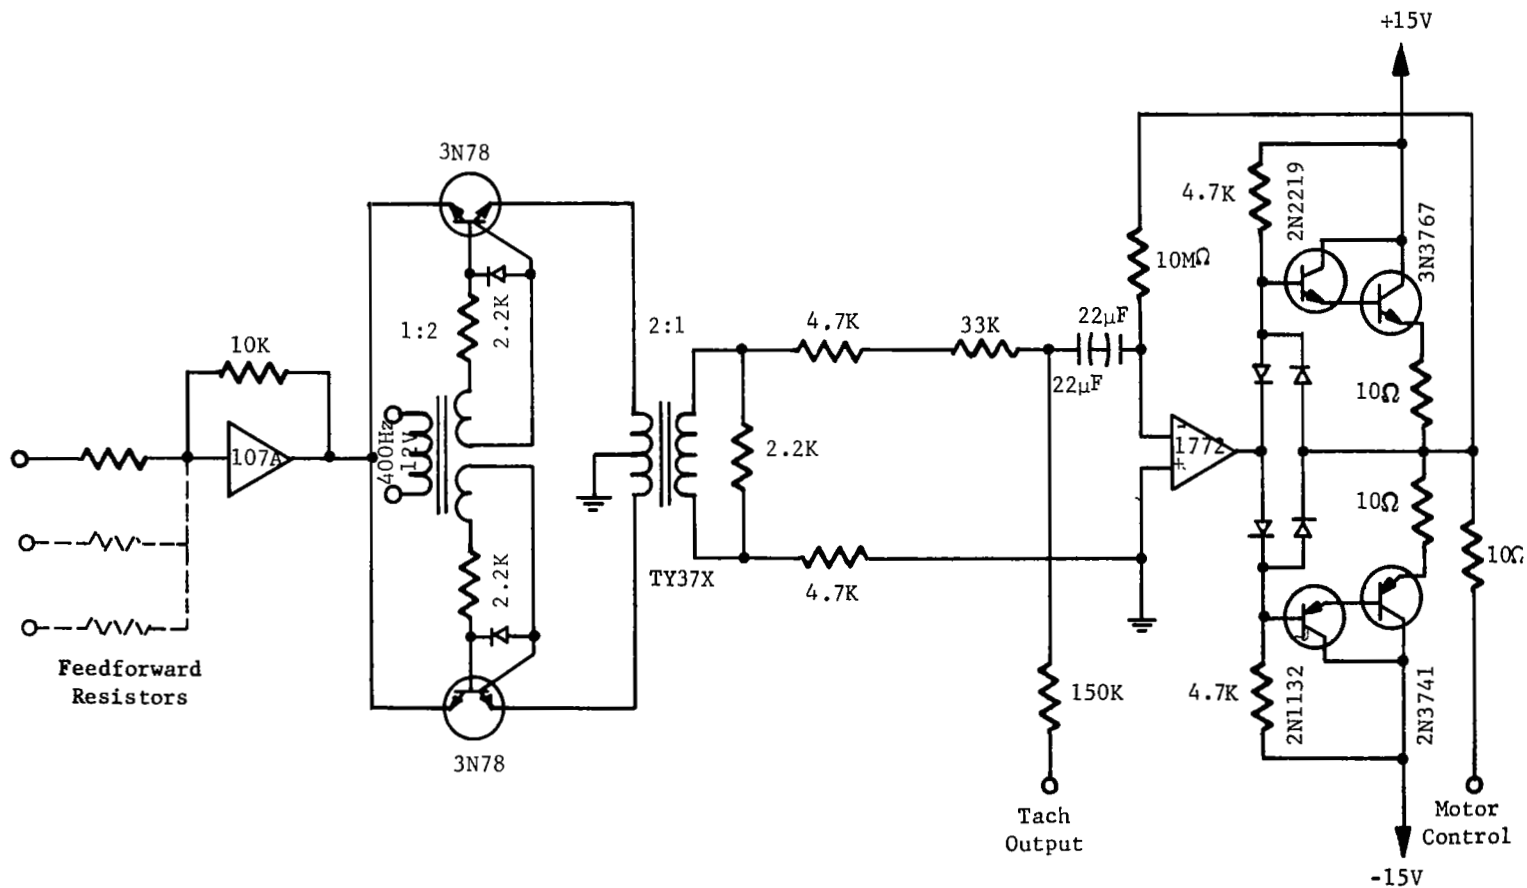 +15V
3N78
4.7K
2N2219
3N3767
10MΩ
1:2
2.2K
2:1
4.7K
33K
22μF
22μF
10K
10Ω
400Hz
12V
107A
2.2K
1772
-
+
10Ω
10Ω
2.2K
TY37X
4.7K
Feedforward
Resistors
150K
4.7K
2N1132
2N3741
3N78
Tach
Output
Motor
Control
-15V